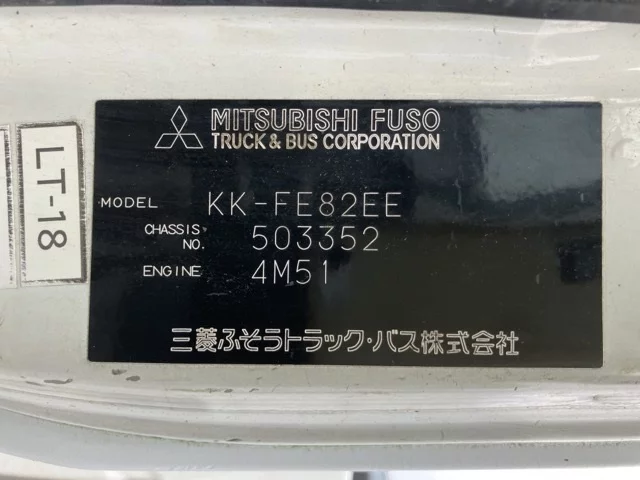 MITSUBISHI FUSO
TRUCK & BUS CORPORATION
MODEL KK-FE82EE
CHASSIS NO. 503352
ENGINE 4M51
三菱ふそうトラック・バス株式会社
LT-18